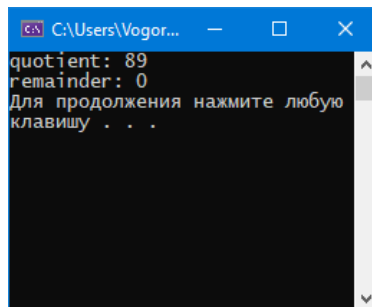 C:\Users\Vogor...
quotient: 89
remainder: 0
Для продолжения нажмите любую
клавишу . . .